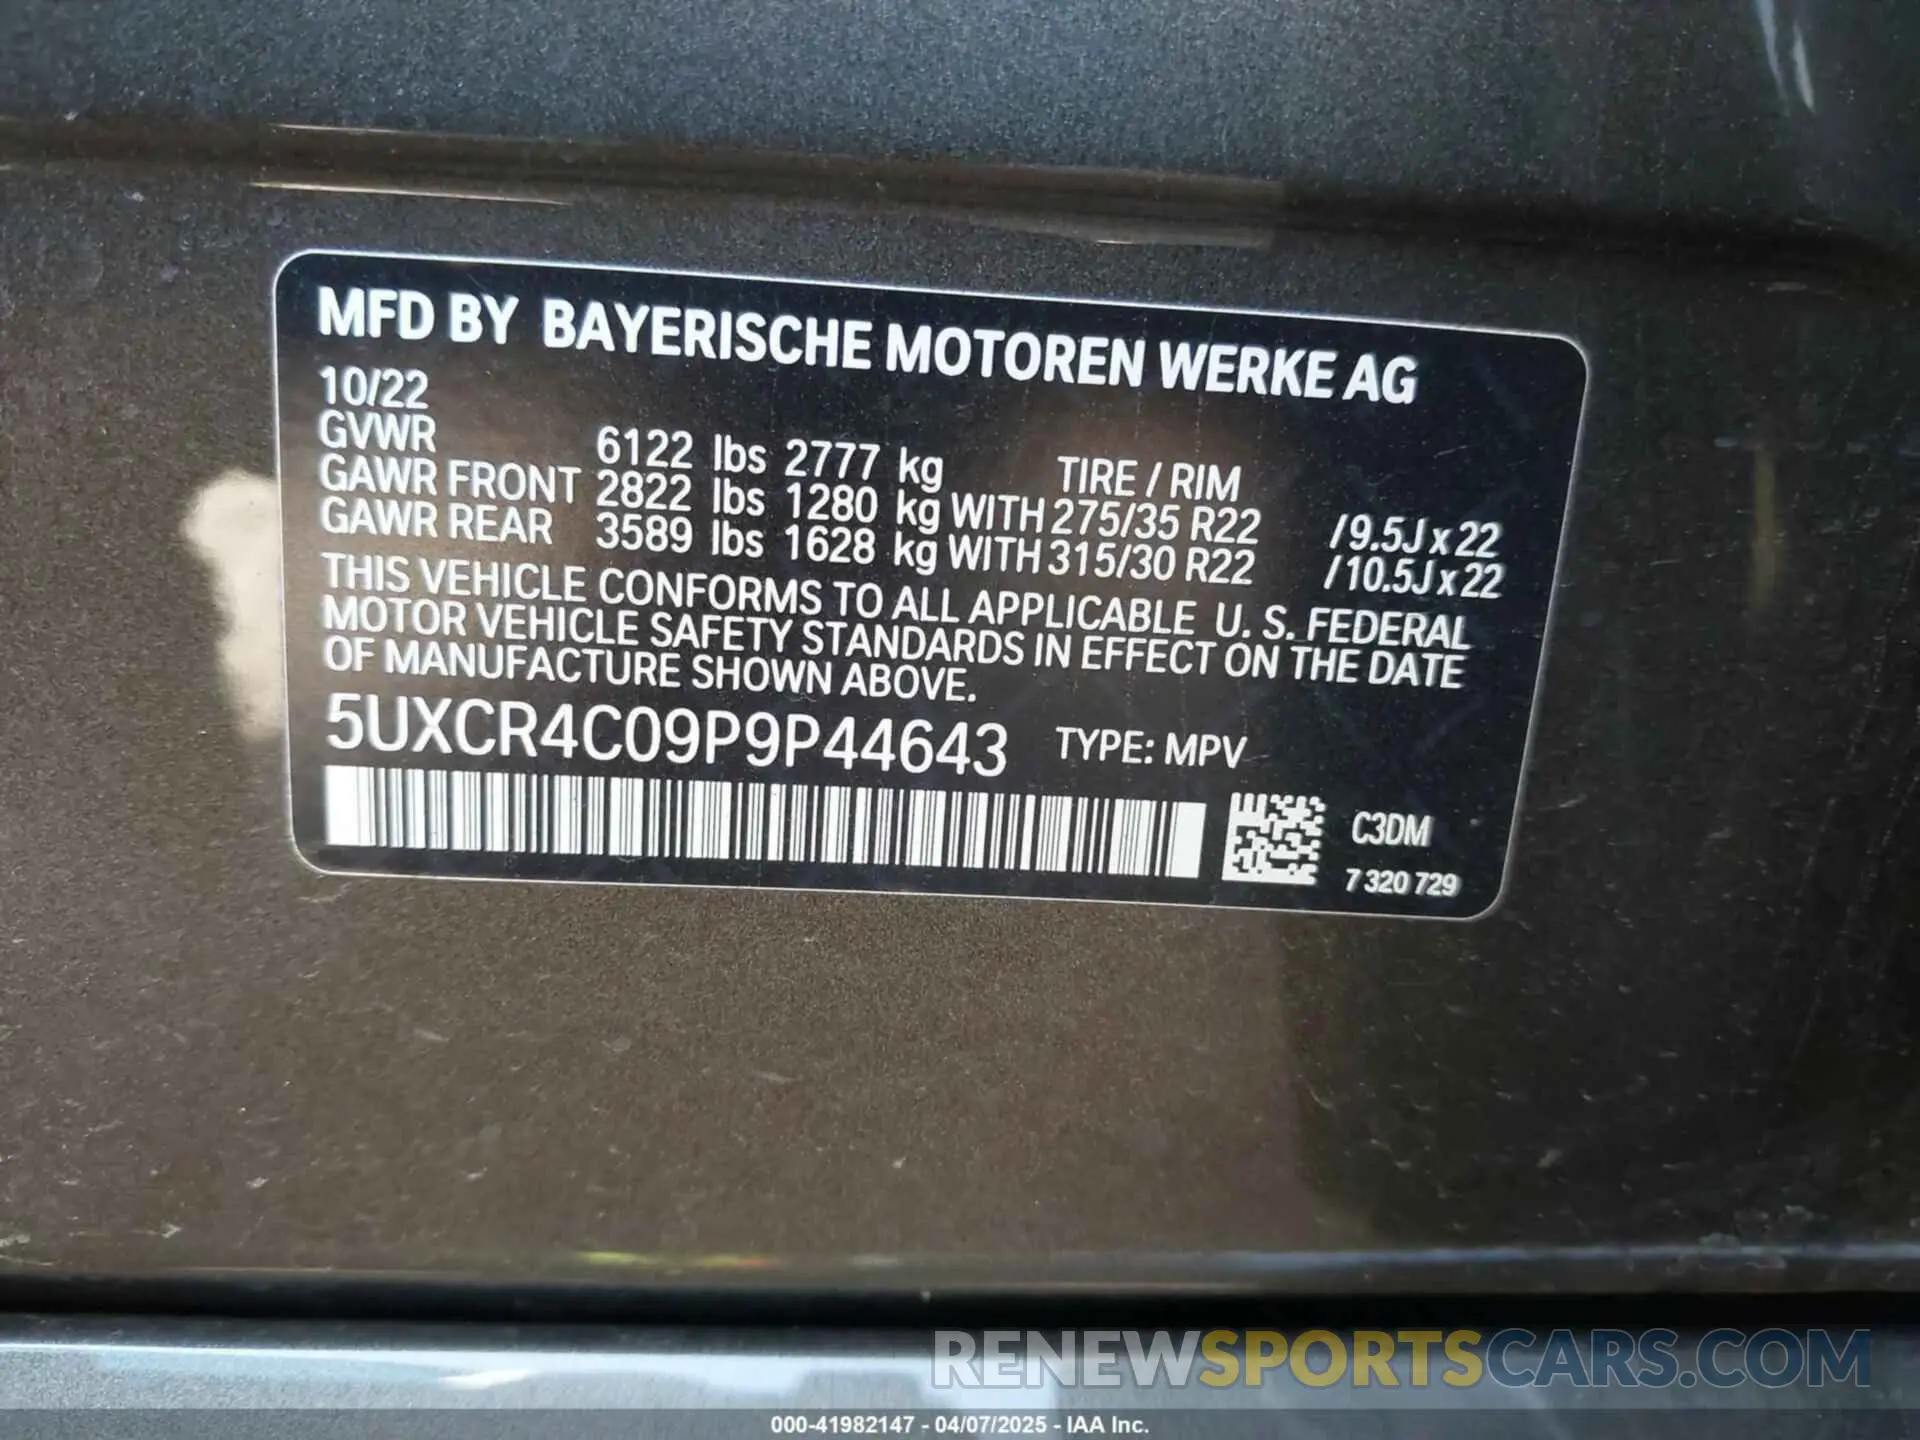 MFD BY BAYERISCHE MOTOREN WERKE AG
10/22
GVWR 6122 lbs 2777 kg TIRE / RIM
GAWR FRONT 2822 lbs 1280 kg WITH 275/35 R22 /9.5J x 22
GAWR REAR 3589 lbs 1628 kg WITH 315/30 R22 /10.5J x 22
THIS VEHICLE CONFORMS TO ALL APPLICABLE U. S. FEDERAL
MOTOR VEHICLE SAFETY STANDARDS IN EFFECT ON THE DATE
OF MANUFACTURE SHOWN ABOVE.
5UXCR4C09P9P44643 TYPE: MPV
C3DM
7 320 729
RENEWSPORTSCARS.COM
000-41982147 - 04/07/2025 - IAA Inc.